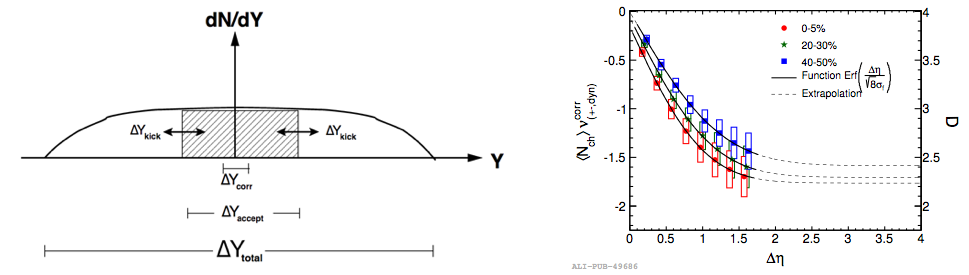 dN/dY
ΔY_kick
ΔY_kick
Y
ΔY_corr
ΔY_accept
ΔY_total
0
-0.5
-1
-1.5
-2
⟨N_ch⟩ ν^corr_(+-,dyn)
0-5%
20-30%
40-50%
Function Erf(Δη/√8σ_f)
Extrapolation
4
3.5
3
2.5
2
D
0 0.5 1 1.5 2 2.5 3 3.5 4
Δη
ALI-PUB-49686